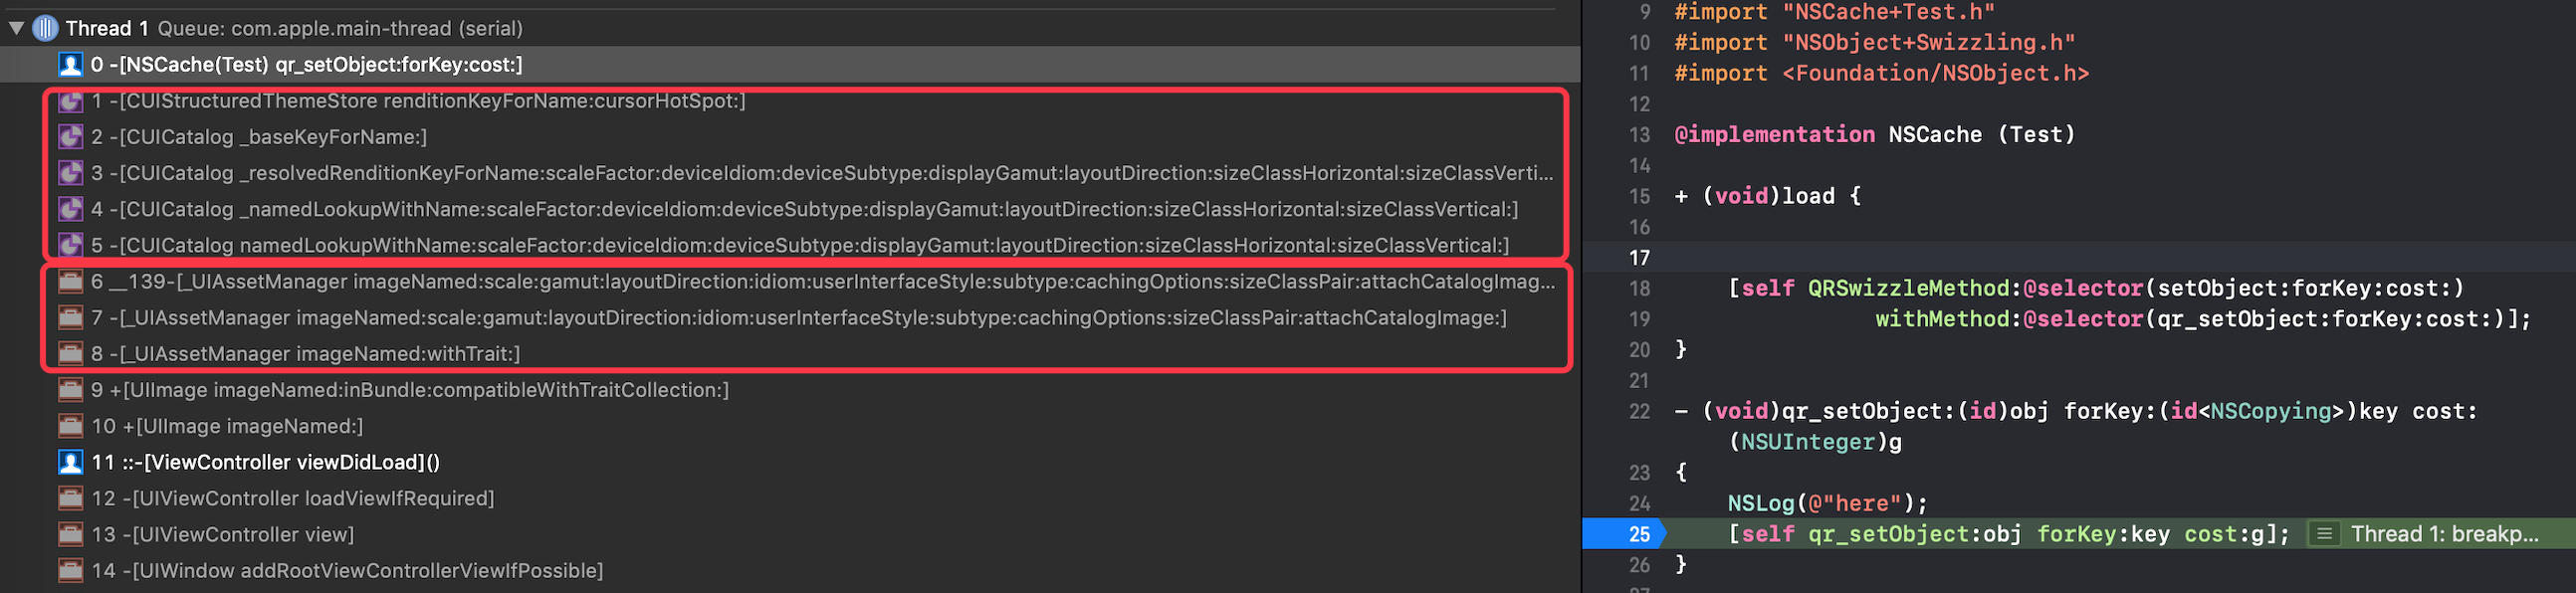 Thread 1 Queue: com.apple.main-thread (serial)
0 -[NSCache(Test) qr_setObject:forKey:cost:]
1 -[CUIStructuredThemeStore renditionKeyForName:cursorHotSpot:]
2 -[CUICatalog _baseKeyForName:]
3 -[CUICatalog _resolvedRenditionKeyForName:scaleFactor:deviceIdiom:deviceSubtype:displayGamut:layoutDirection:sizeClassHorizontal:sizeClassVerti...
4 -[CUICatalog _namedLookupWithName:scaleFactor:deviceIdiom:deviceSubtype:displayGamut:layoutDirection:sizeClassHorizontal:sizeClassVertical:]
5 -[CUICatalog namedLookupWithName:scaleFactor:deviceIdiom:deviceSubtype:displayGamut:layoutDirection:sizeClassHorizontal:sizeClassVertical:]
6 __139-[_UIAssetManager imageNamed:scale:gamut:layoutDirection:idiom:userInterfaceStyle:subtype:cachingOptions:sizeClassPair:attachCatalogImag...
7 -[_UIAssetManager imageNamed:scale:gamut:layoutDirection:idiom:userInterfaceStyle:subtype:cachingOptions:sizeClassPair:attachCatalogImage:]
8 -[_UIAssetManager imageNamed:withTrait:]
9 +[UIImage imageNamed:inBundle:compatibleWithTraitCollection:]
10 +[UIImage imageNamed:]
11 ::-[ViewController viewDidLoad]()
12 -[UIViewController loadViewIfRequired]
13 -[UIViewController view]
14 -[UIWindow addRootViewControllerViewIfPossible]
9 #import "NSCache+Test.h"
10 #import "NSObject+Swizzling.h"
11 #import <Foundation/NSObject.h>
12
13 @implementation NSCache (Test)
14
15 + (void)load {
16
17
18 [self QRSwizzleMethod:@selector(setObject:forKey:cost:)
19 withMethod:@selector(qr_setObject:forKey:cost:)];
20 }
21
22 - (void)qr_setObject:(id)obj forKey:(id<NSCopying>)key cost:
(NSUInteger)g
23 {
24 NSLog(@"here");
25 [self qr_setObject:obj forKey:key cost:g]; Thread 1: breakp...
26 }
27